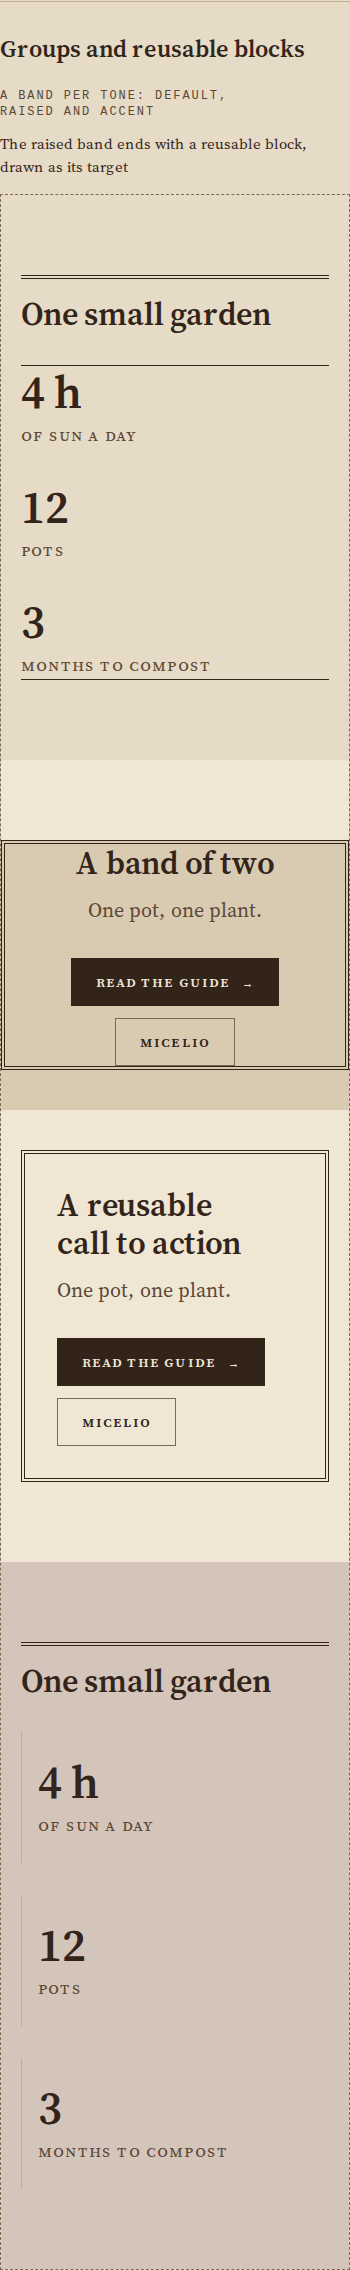 Groups and reusable blocks
A BAND PER TONE: DEFAULT,
RAISED AND ACCENT
The raised band ends with a reusable block,
drawn as its target
One small garden
4 h
OF SUN A DAY
12
POTS
3
MONTHS TO COMPOST
A band of two
One pot, one plant.
READ THE GUIDE →
MICELIO
A reusable
call to action
One pot, one plant.
READ THE GUIDE →
MICELIO
One small garden
4 h
OF SUN A DAY
12
POTS
3
MONTHS TO COMPOST